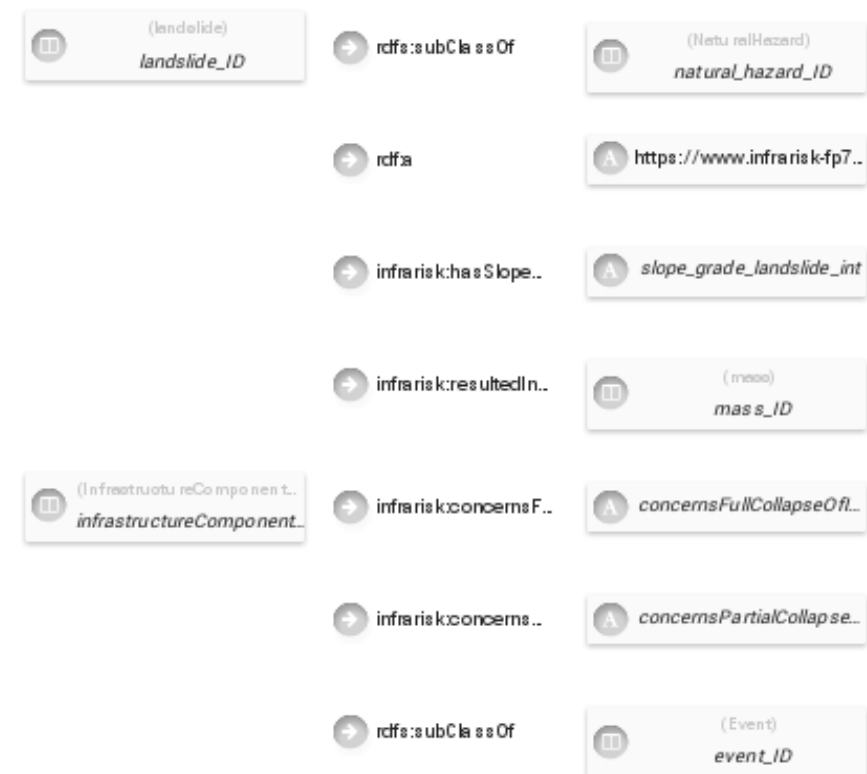 (landslide)
landslide_ID
rdfs:subClassOf
(NaturalHazard)
natural_hazard_ID
rdf:a
A https://www.infrarisk-fp7...
infrarisk:hasSlope...
A slope_grade_landslide_int
infrarisk:resultedIn...
(mass)
mass_ID
(InfrastructureComponent...
infrastructureComponent...
infrarisk:concernsF...
A concernsFullCollapseOfI...
infrarisk:concerns...
A concernsPartialCollapse...
rdfs:subClassOf
(Event)
event_ID